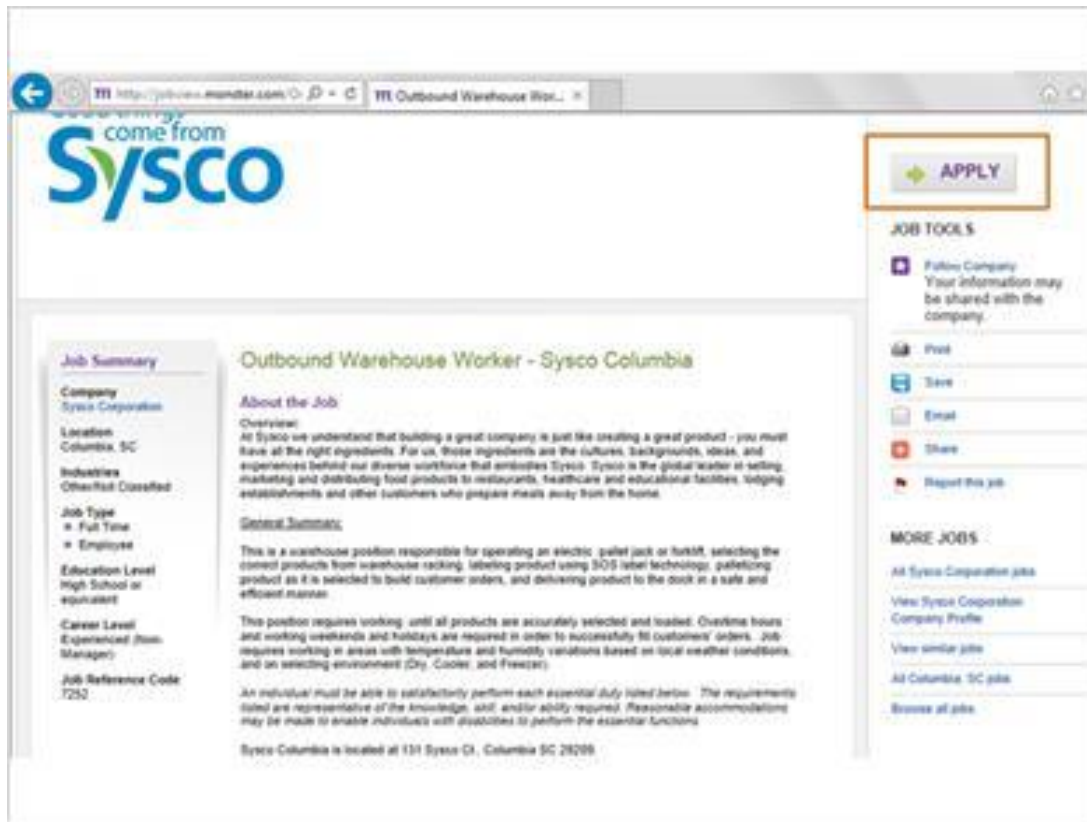 m http://jobview.monster.com
m Outbound Warehouse Wor...
Good things
come from
Sysco
APPLY
JOB TOOLS
Follow Company
Your information may
be shared with the
company.
Print
Save
Email
Share
Report this job
MORE JOBS
All Sysco Corporation jobs
View Sysco Corporation
Company Profile
View similar jobs
All Columbia, SC jobs
Browse all jobs
Job Summary
Company
Sysco Corporation
Location
Columbia, SC
Industries
Other/Not Classified
Job Type
Full Time
Employee
Education Level
High School or
equivalent
Career Level
Experienced (Non-
Manager)
Job Reference Code
7252
Outbound Warehouse Worker - Sysco Columbia
About the Job
Overview:
At Sysco we understand that building a great company is just like creating a great product - you must
have all the right ingredients. For us, those ingredients are the cultures, backgrounds, ideas, and
experiences behind our diverse workforce that embodies Sysco. Sysco is the global leader in selling,
marketing and distributing food products to restaurants, healthcare and educational facilities, lodging
establishments and other customers who prepare meals away from the home.
General Summary:
This is a warehouse position responsible for operating an electric pallet jack or forklift, selecting the
correct products from warehouse racking, labeling product using SOS label technology, palletizing
product as it is selected to build customer orders, and delivering product to the dock in a safe and
efficient manner.
This position requires working until all products are accurately selected and loaded. Overtime hours
and working weekends and holidays are required in order to successfully fill customers' orders. Job
requires working in areas with temperature and humidity variations based on local weather conditions,
and on selecting environment (Dry, Cooler, and Freezer).
An individual must be able to satisfactorily perform each essential duty listed below. The requirements
listed are representative of the knowledge, skill, and/or ability required. Reasonable accommodations
may be made to enable individuals with disabilities to perform the essential functions.
Sysco Columbia is located at 131 Sysco Ct., Columbia SC 29209.